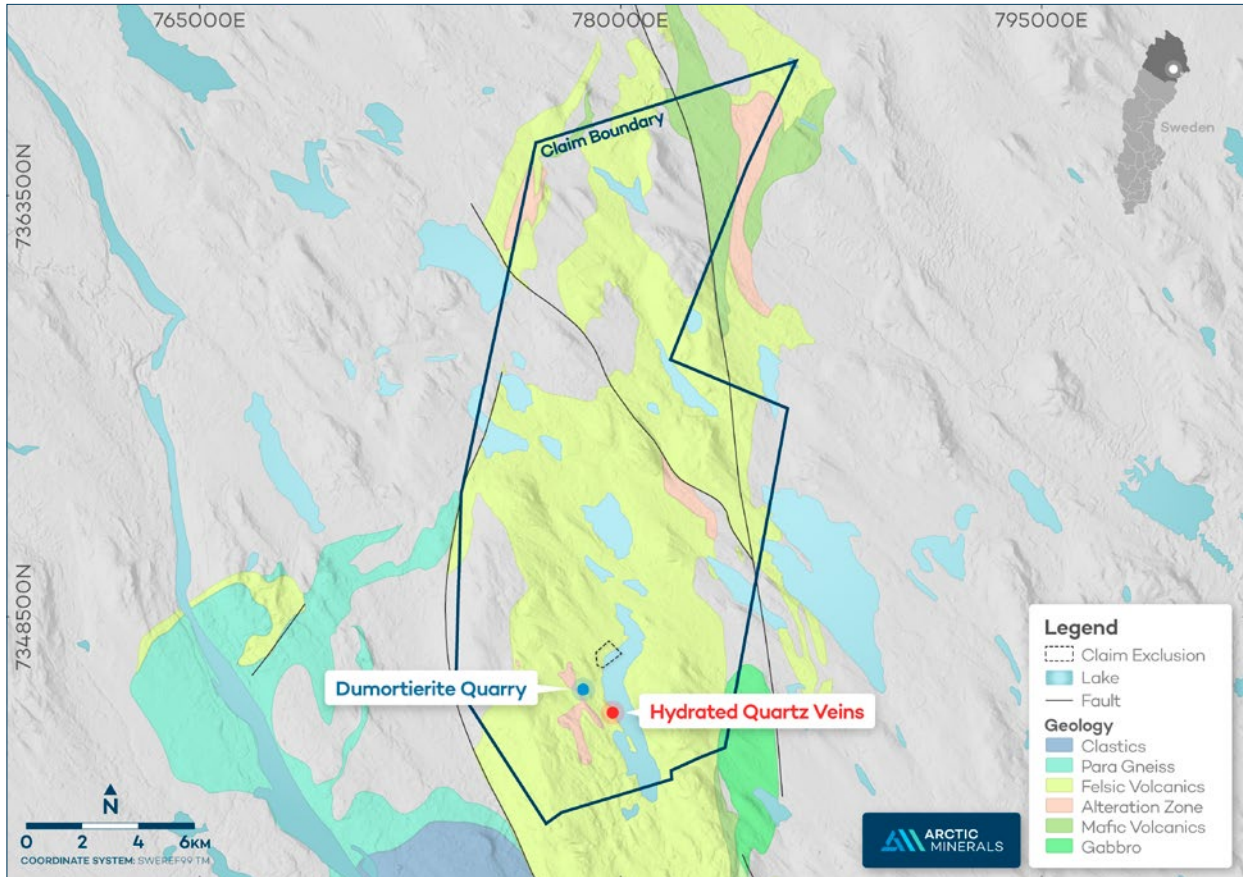 765000E
780000E
795000E
Sweden
Claim Boundary
7363500N
7348500N
Dumortierite Quarry
Hydrated Quartz Veins
N
0 2 4 6KM
COORDINATE SYSTEM: SWEREF99 TM
ARCTIC
MINERALS
Legend
Claim Exclusion
Lake
Fault
Geology
Clastics
Para Gneiss
Felsic Volcanics
Alteration Zone
Mafic Volcanics
Gabbro